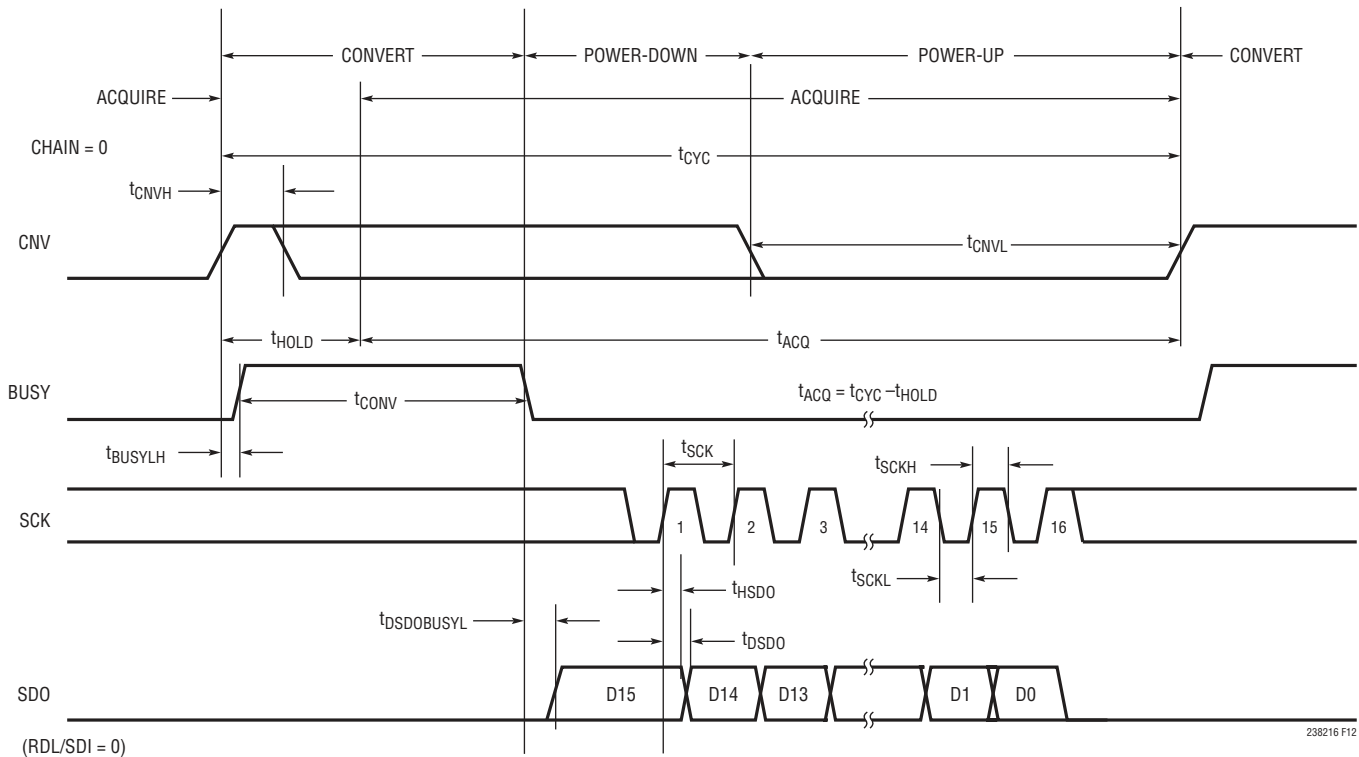 CONVERT POWER-DOWN POWER-UP CONVERT
ACQUIRE ACQUIRE
CHAIN = 0
tCYC
tCNVH
CNV
tCNVL
tHOLD tACQ
BUSY
tCONV
tACQ = tCYC –tHOLD
tBUSYLH
tSCK
tSCKH
SCK
1 2 3 14 15 16
tSCKL
tHSDO
tDSDOBUSYL
tDSDO
SDO
D15 D14 D13 D1 D0
238216 F12
(RDL/SDI = 0)